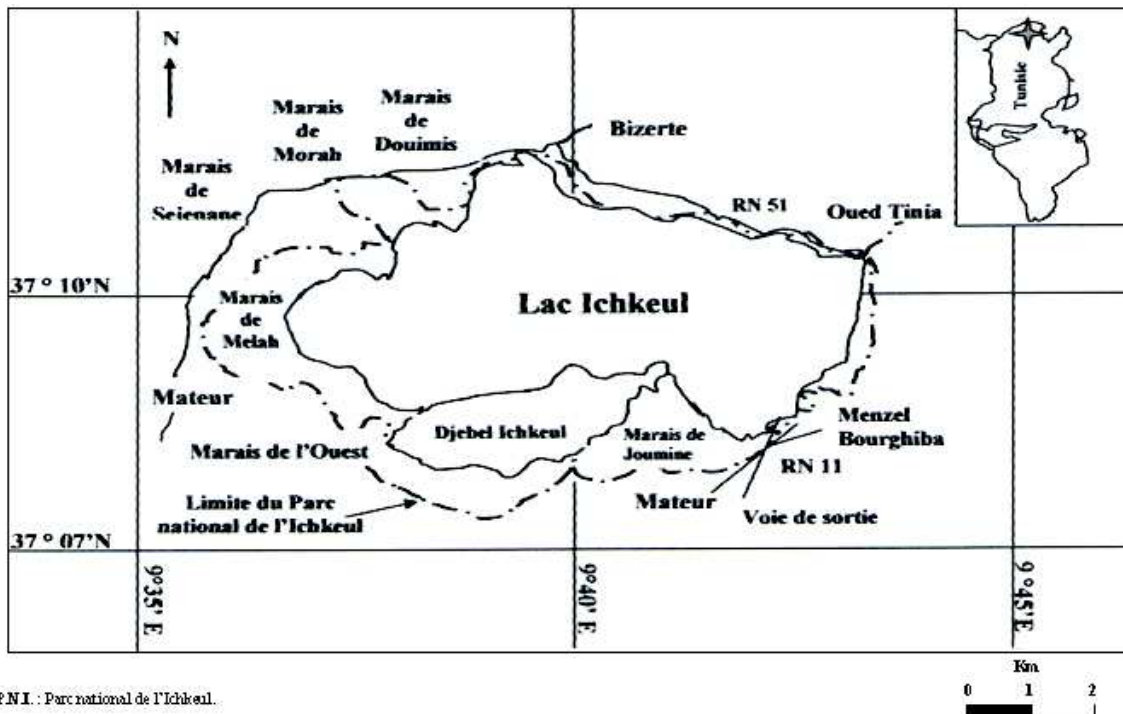 N
Marais
de
Morah
Marais
de
Douimis
Bizerte
Tunisie
Marais
de
Seienane
RN 51
Oued Tinia
37 ° 10'N
Marais
de
Melah
Lac Ichkeul
Mateur
Djebel Ichkeul
Marais de
Joumine
Menzel
Bourghiba
Marais de l'Ouest
RN 11
Limite du Parc
national de l'Ichkeul
Mateur
Voie de sortie
37 ° 07'N
9°35' E
9°40' E
9°45' E
Km
0 1 2
P.N.I. : Parc national de l'Ichkeul.